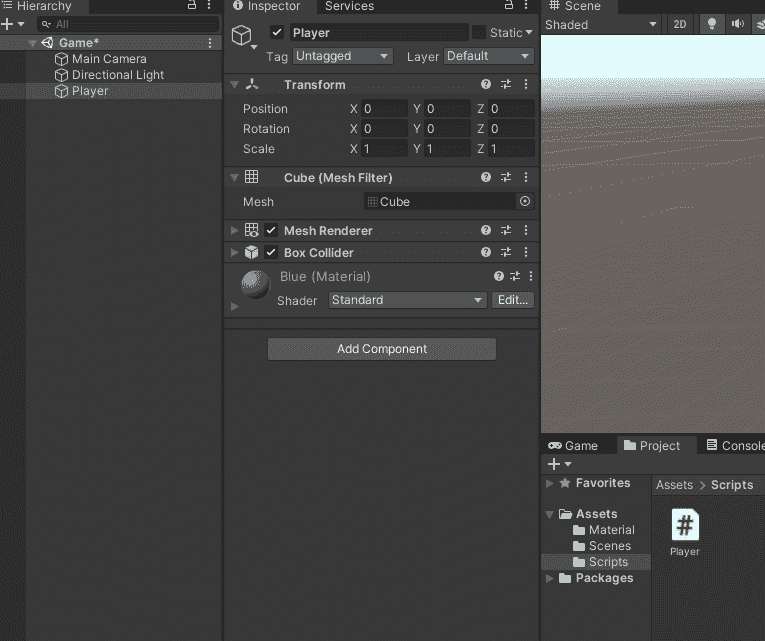 Hierarchy
All
Game*
Main Camera
Directional Light
Player
Inspector
Services
Player
Static
Tag Untagged Layer Default
Transform
Position X 0 Y 0 Z 0
Rotation X 0 Y 0 Z 0
Scale X 1 Y 1 Z 1
Cube (Mesh Filter)
Mesh Cube
Mesh Renderer
Box Collider
Blue (Material)
Shader Standard Edit...
Add Component
Scene
Shaded 2D
Game Project Console
Favorites
Assets
Material
Scenes
Scripts
Packages
Assets > Scripts
#
Player